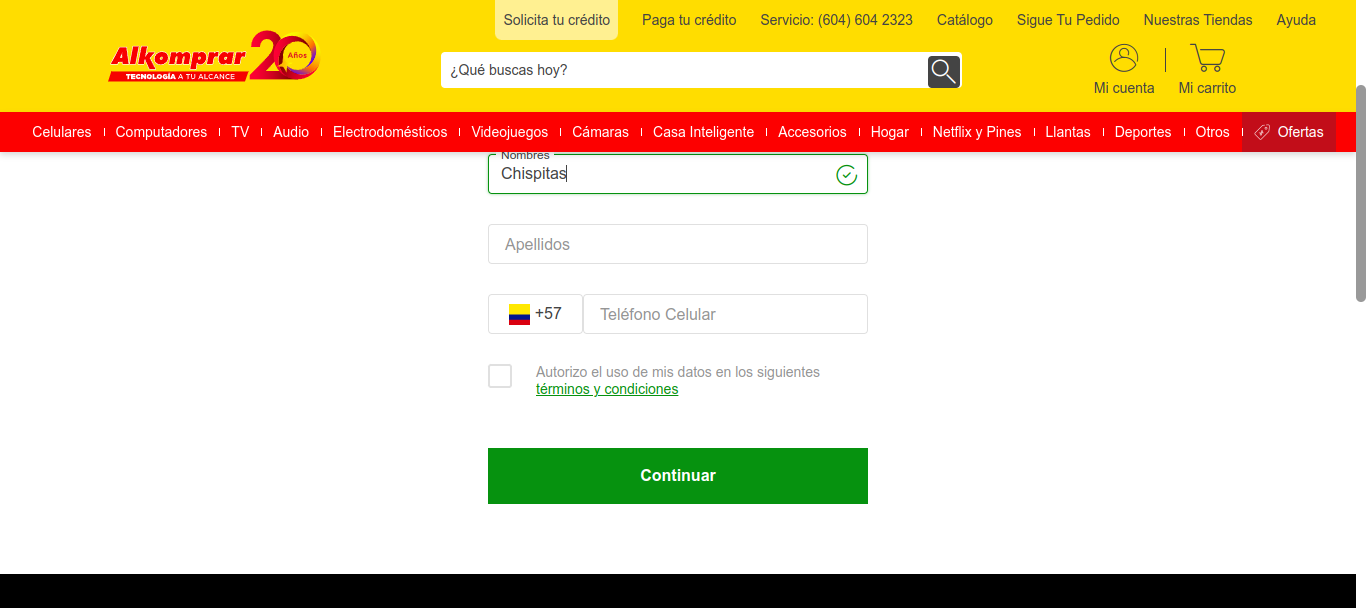 Solicita tu crédito Paga tu crédito Servicio: (604) 604 2323 Catálogo Sigue Tu Pedido Nuestras Tiendas Ayuda
Alkomprar 20 Años
TECNOLOGÍA A TU ALCANCE
¿Qué buscas hoy?
Mi cuenta Mi carrito
Celulares Computadores TV Audio Electrodomésticos Videojuegos Cámaras Casa Inteligente Accesorios Hogar Netflix y Pines Llantas Deportes Otros Ofertas
Nombres
Chispitas
Apellidos
+57 Teléfono Celular
Autorizo el uso de mis datos en los siguientes
términos y condiciones
Continuar